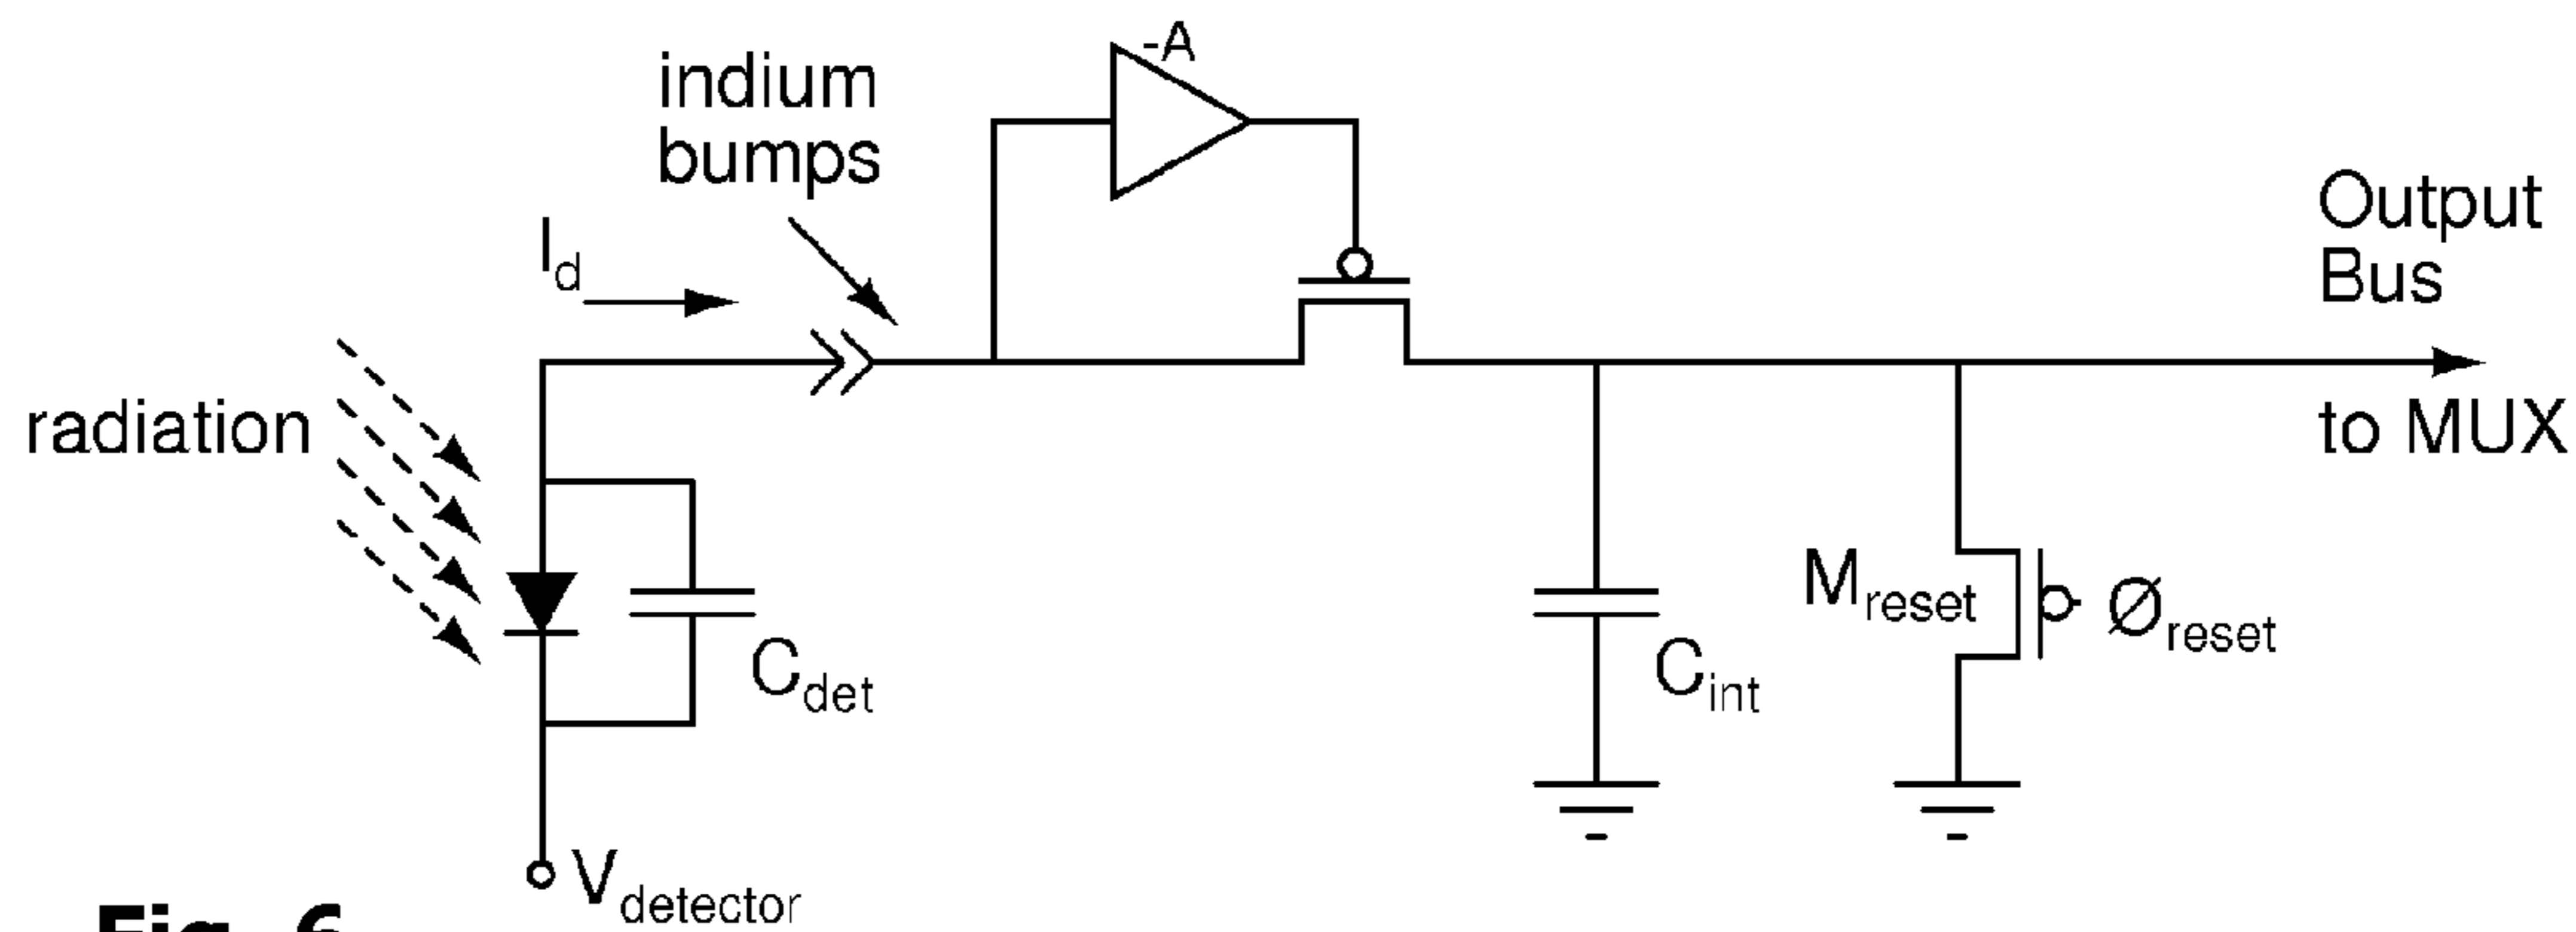 -A
indium
bumps
I_d
Output
Bus
radiation
to MUX
M_reset
Ø_reset
C_det
C_int
V_detector
Fig. 6